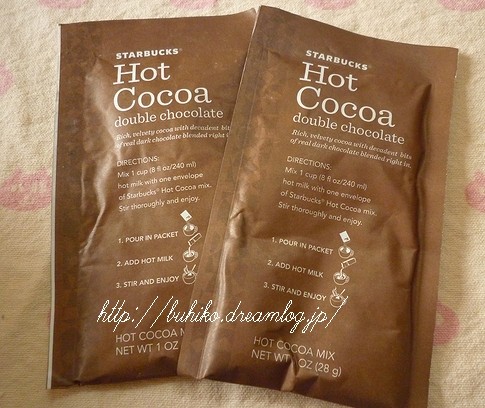 STARBUCKS®
Hot
Cocoa
double chocolate
Rich, velvety cocoa with decadent bits
of real dark chocolate blended right in.
DIRECTIONS:
Mix 1 cup (8 fl oz/240 ml)
hot milk with one envelope
of Starbucks® Hot Cocoa mix.
Stir thoroughly and enjoy.
1. POUR IN PACKET
2. ADD HOT MILK
3. STIR AND ENJOY
HOT COCOA M
NET WT 1 OZ
STARBUCKS®
Hot
Cocoa
double chocolate
Rich, velvety cocoa with decadent bits
of real dark chocolate blended right in.
DIRECTIONS:
Mix 1 cup (8 fl oz/240 ml)
hot milk with one envelope
of Starbucks® Hot Cocoa mix.
Stir thoroughly and enjoy.
1. POUR IN PACKET
2. ADD HOT MILK
3. STIR AND ENJOY
HOT COCOA MIX
NET WT OZ (28 g)
http://buhiko.dreamlog.jp/